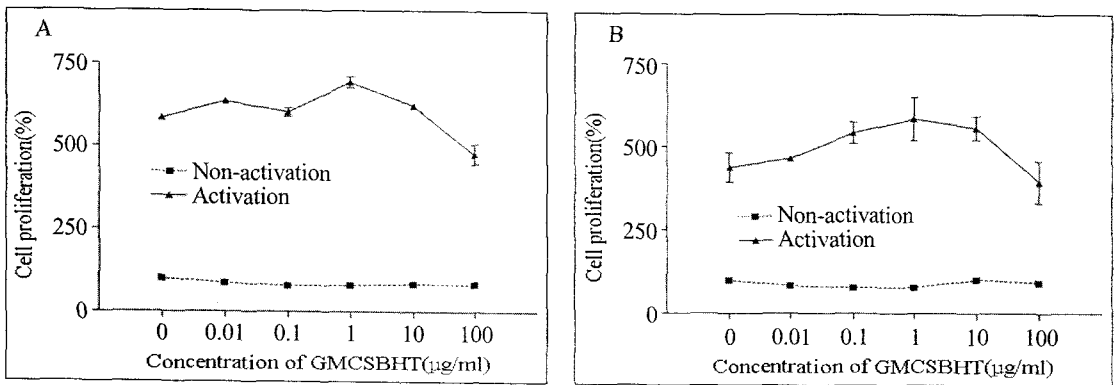 A
750
500
250
0
Cell proliferation(%)
Non-activation
Activation
0 0.01 0.1 1 10 100
Concentration of GMCSBHT(μg/ml)
B
750
500
250
0
Cell proliferation(%)
Non-activation
Activation
0 0.01 0.1 1 10 100
Concentration of GMCSBHT(μg/ml)